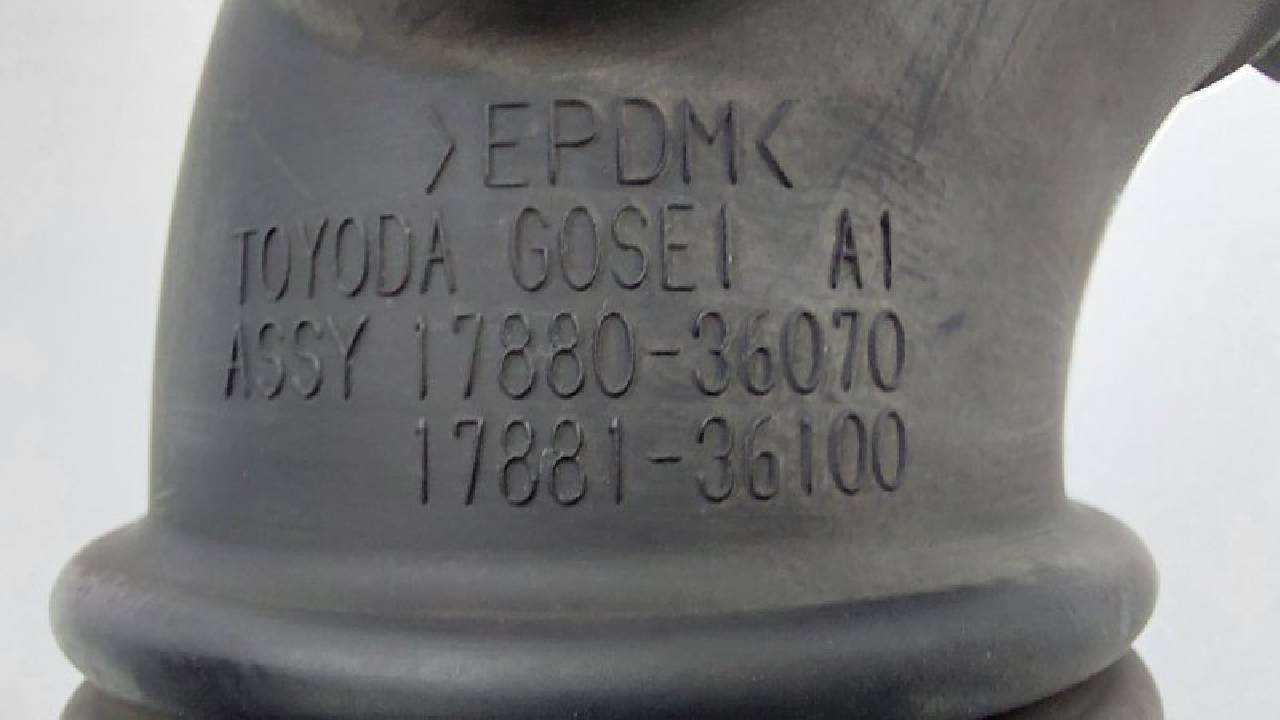 >EPDM<
TOYODA GOSEI A1
ASSY 17880-36070
17881-36100